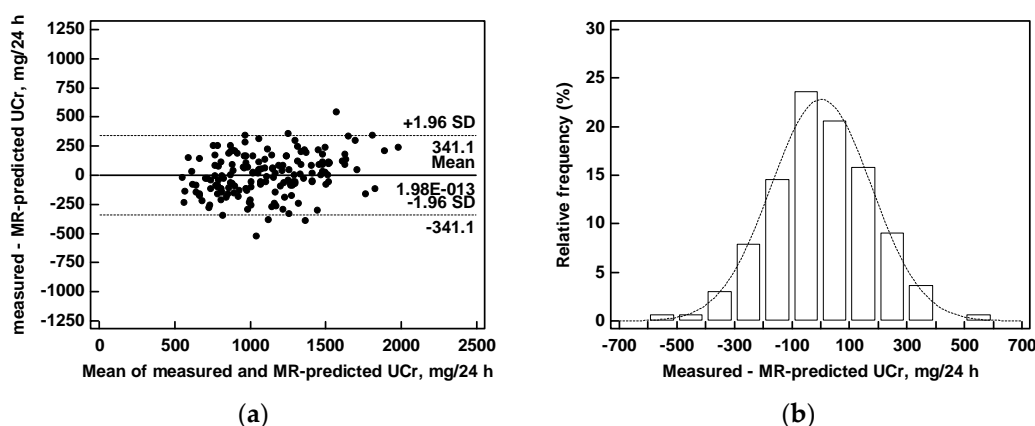 measured - MR-predicted UCr, mg/24 h
1250
1000
750
500
250
0
-250
-500
-750
-1000
-1250
+1.96 SD
341.1
Mean
1.98E-013
-1.96 SD
-341.1
0 500 1000 1500 2000 2500
Mean of measured and MR-predicted UCr, mg/24 h
(a)
Relative frequency (%)
30
25
20
15
10
5
0
-700 -500 -300 -100 100 300 500 700
Measured - MR-predicted UCr, mg/24 h
(b)